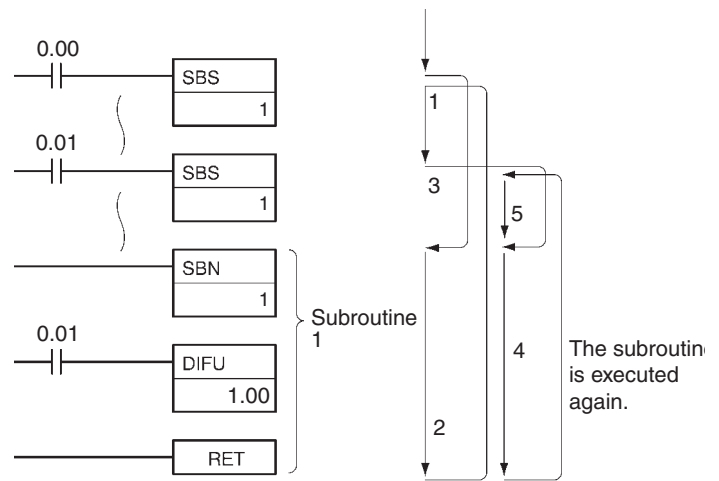 0.00
SBS
1
0.01
SBS
1
SBN
1
0.01
DIFU
1.00
RET
Subroutine
1
1
3
5
4
2
The subroutine
is executed
again.